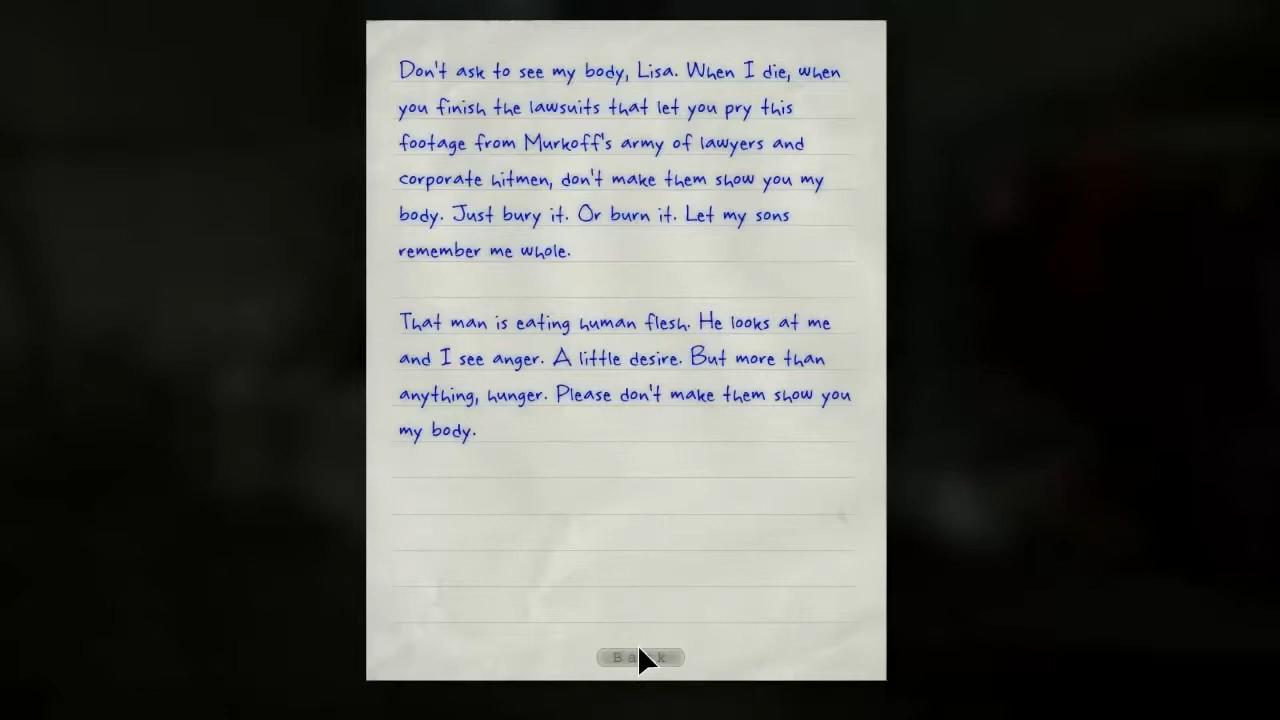 Don't ask to see my body, Lisa. When I die, when
you finish the lawsuits that let you pry this
footage from Murkoff's army of lawyers and
corporate hitmen, don't make them show you my
body. Just bury it. Or burn it. Let my sons
remember me whole.
That man is eating human flesh. He looks at me
and I see anger. A little desire. But more than
anything, hunger. Please don't make them show you
my body.
Back